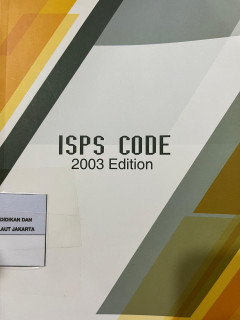 ISPS CODE
2003 Edition
DIDIKAN DAN
LAUT JAKARTA